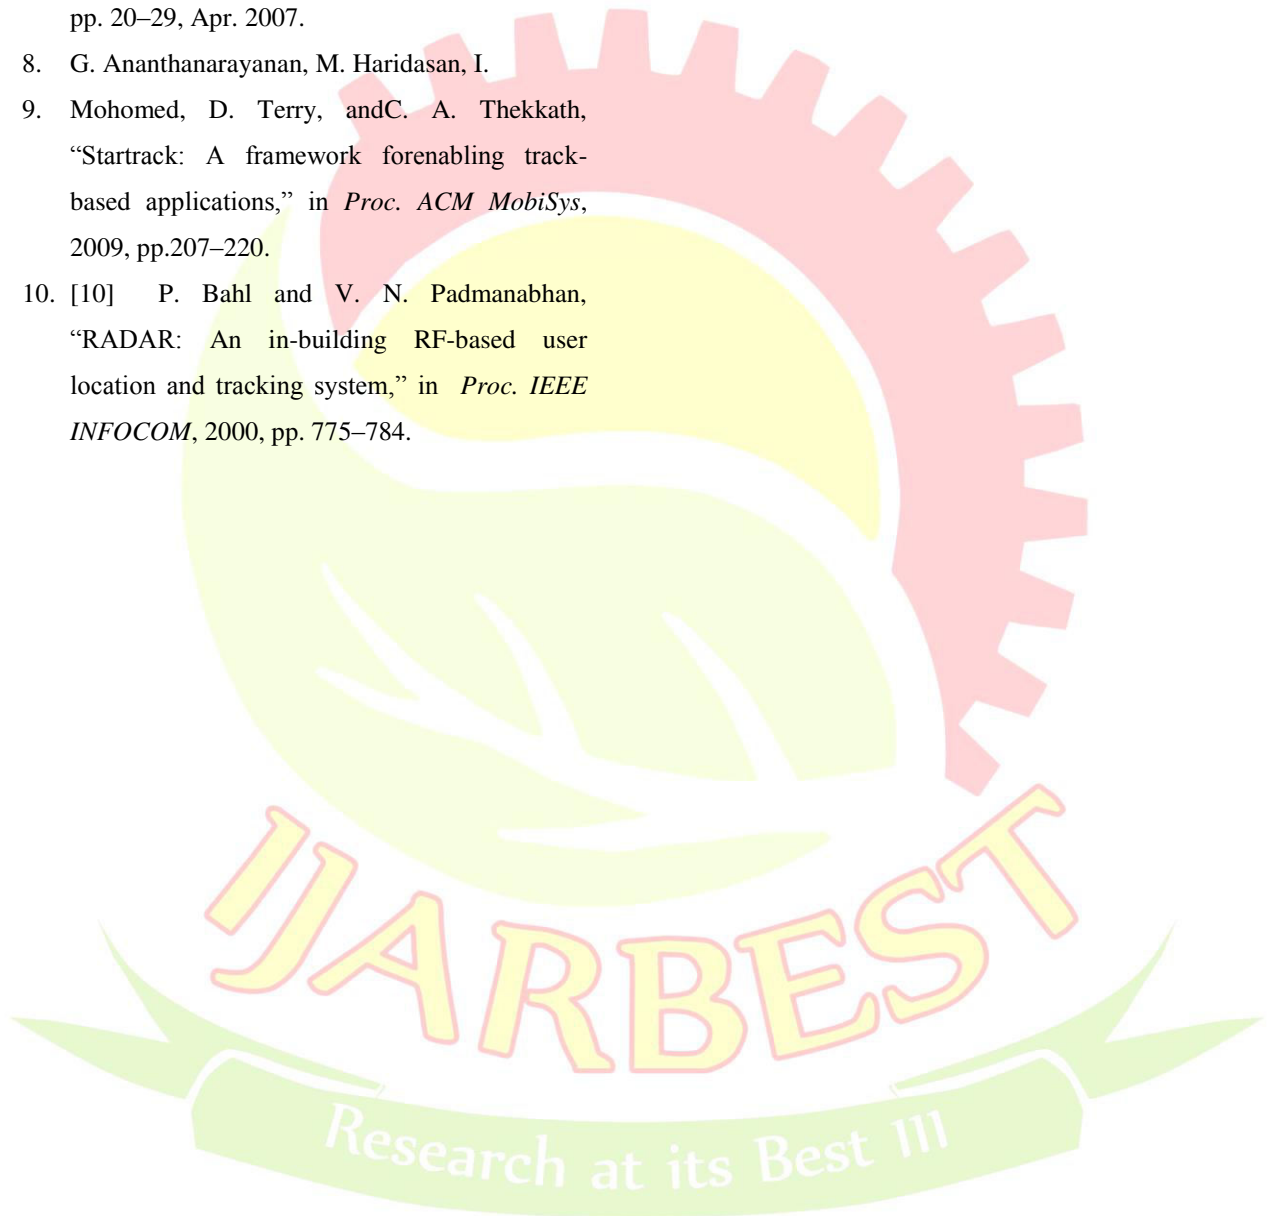 pp. 20–29, Apr. 2007.
8. G. Ananthanarayanan, M. Haridasan, I.
9. Mohomed, D. Terry, andC. A. Thekkath,
“Startrack: A framework forenabling track-
based applications,” in Proc. ACM MobiSys,
2009, pp.207–220.
10. [10] P. Bahl and V. N. Padmanabhan,
“RADAR: An in-building RF-based user
location and tracking system,” in Proc. IEEE
INFOCOM, 2000, pp. 775–784.
IJARBEST
Research at its Best !!!